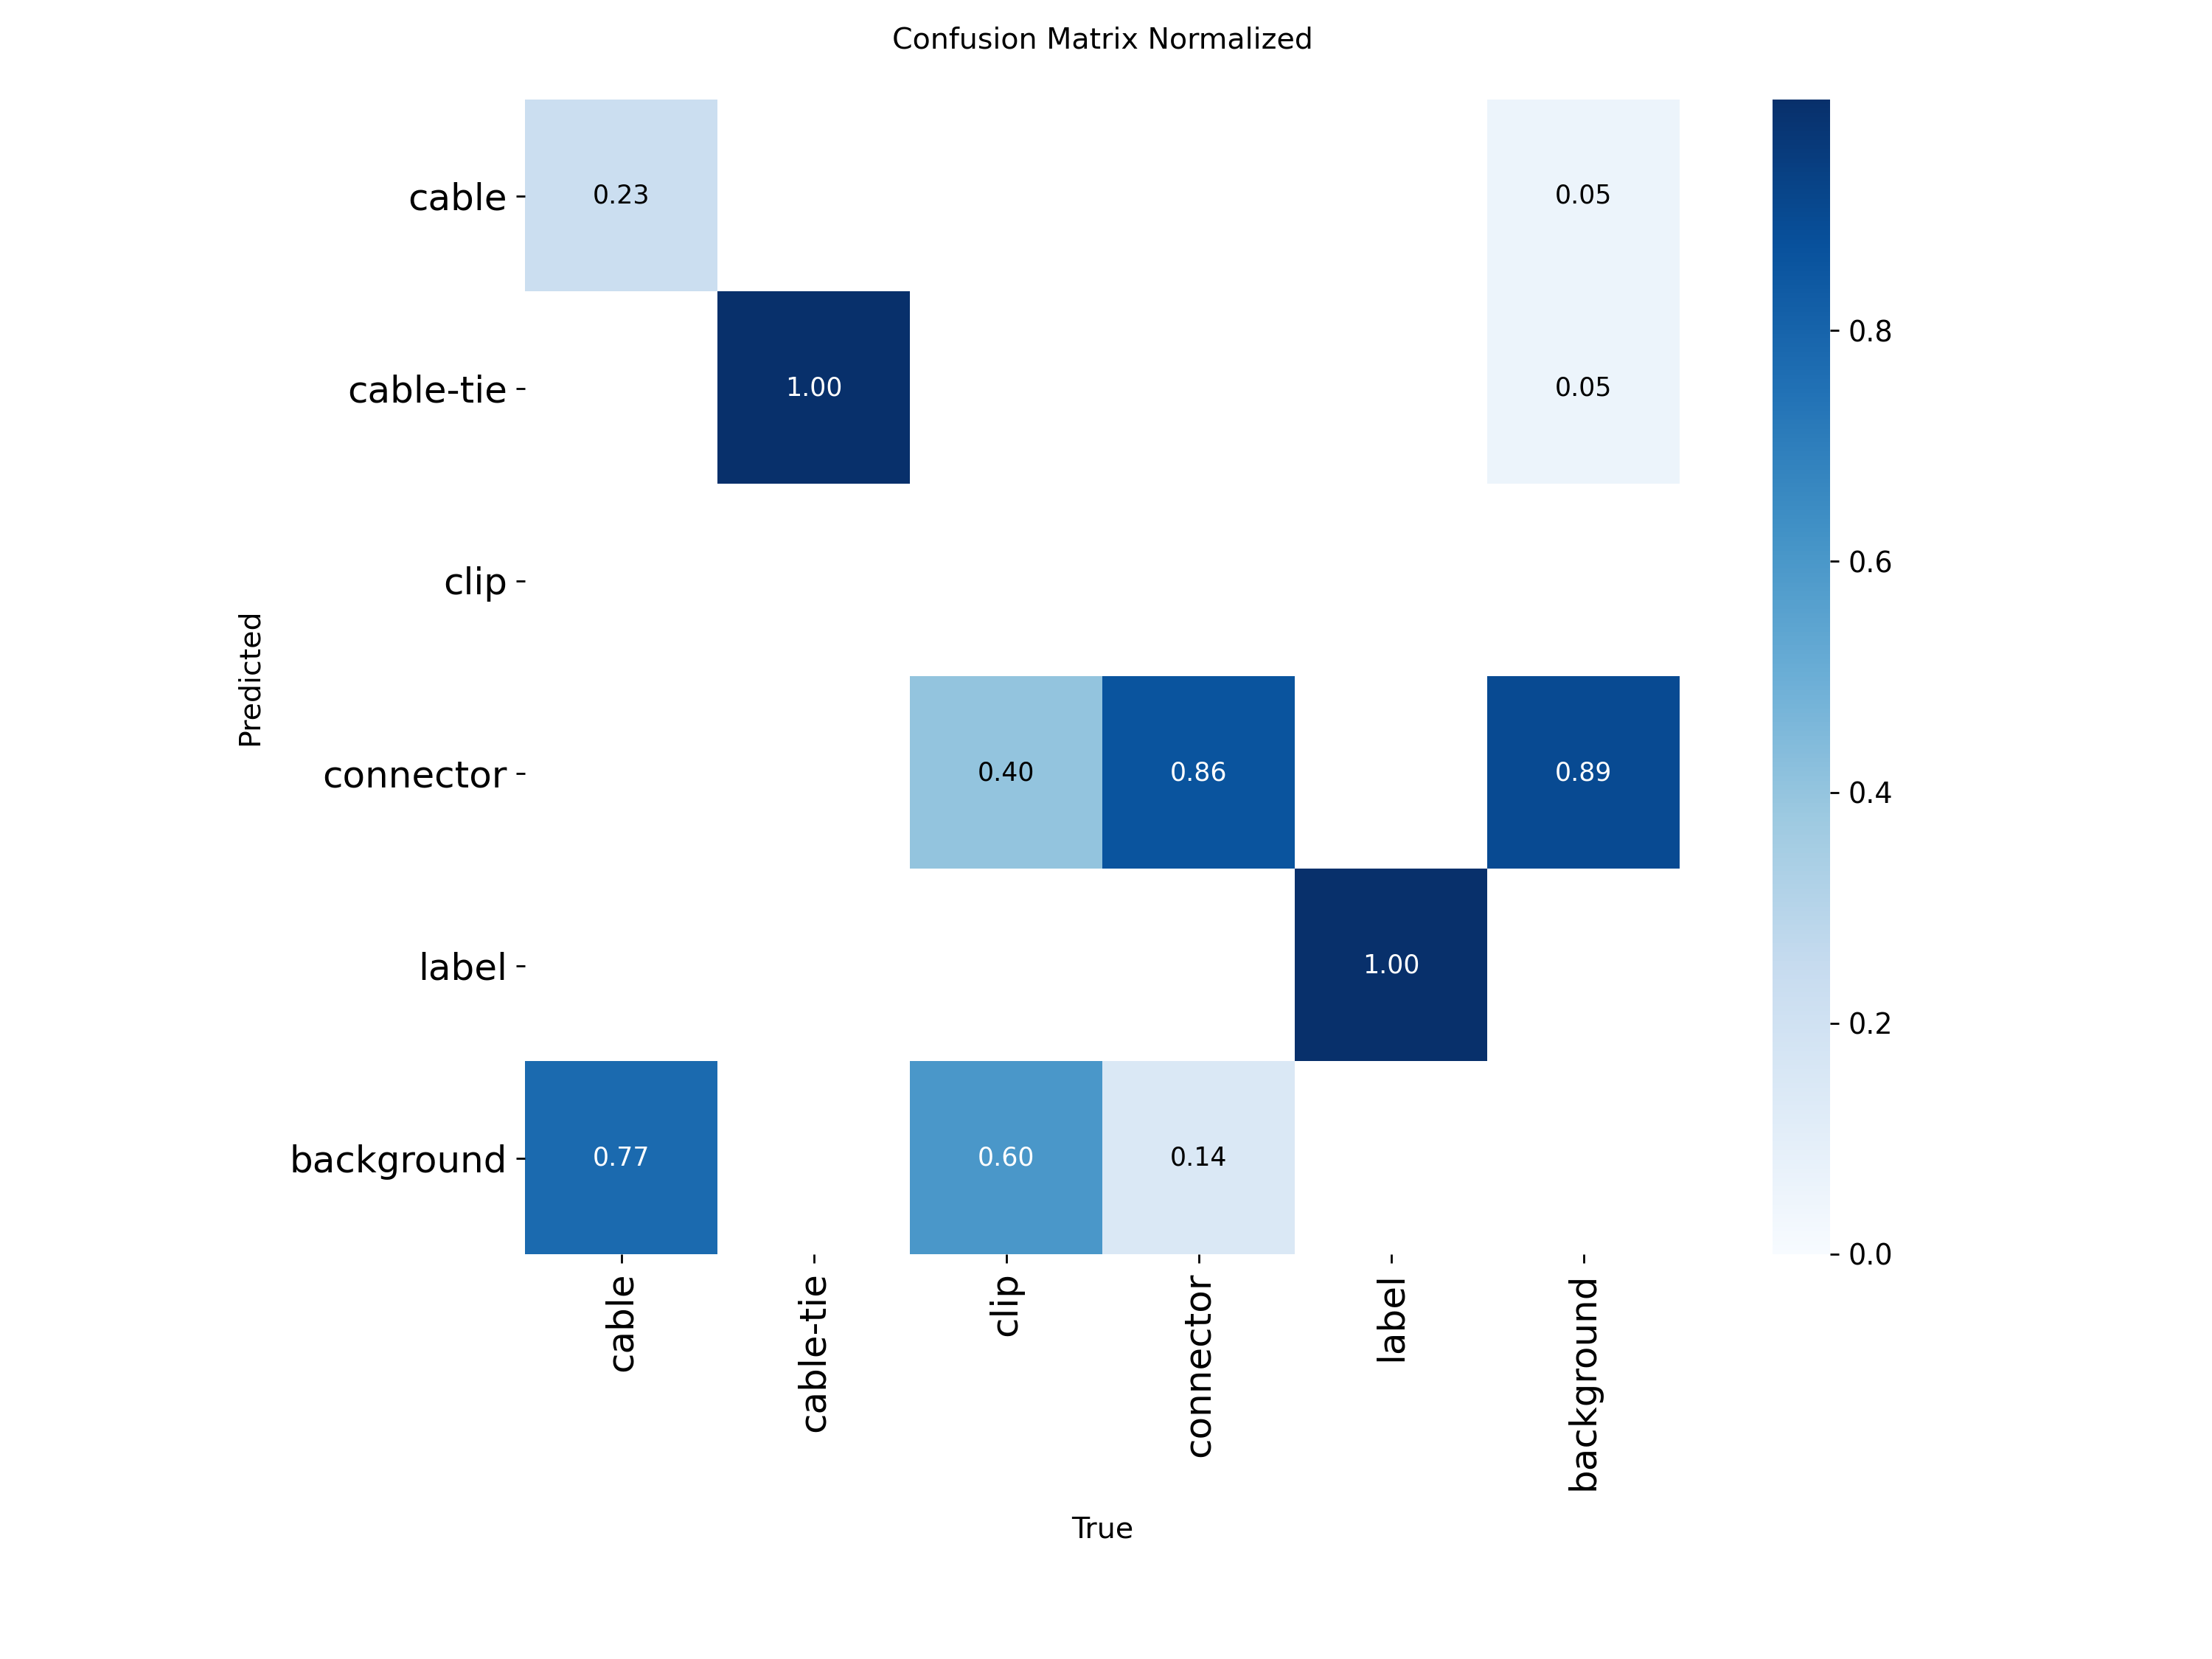 Confusion Matrix Normalized
cable
0.23
0.05
cable-tie
1.00
0.05
clip
connector
0.40
0.86
0.89
label
1.00
background
0.77
0.60
0.14
Predicted
cable
cable-tie
clip
connector
label
background
True
0.8
0.6
0.4
0.2
0.0